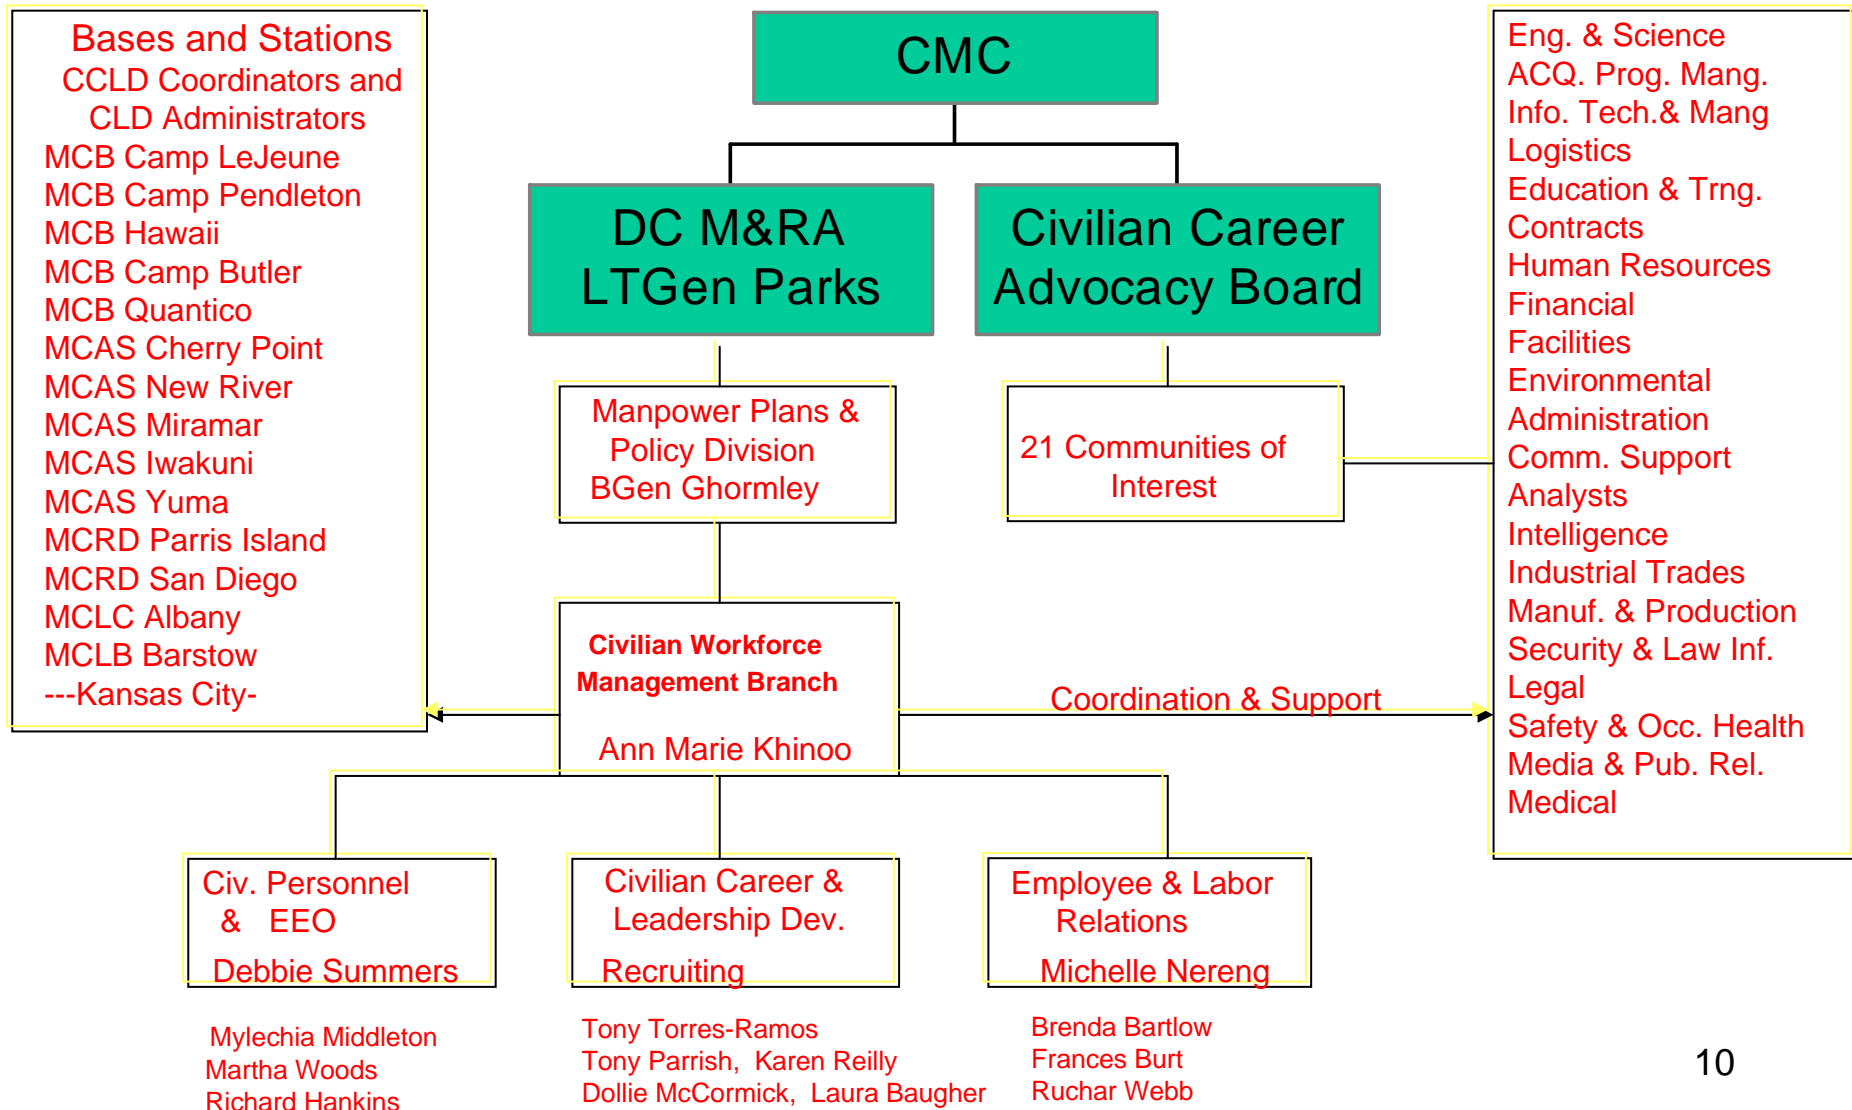 Bases and Stations
CCLD Coordinators and
CLD Administrators
MCB Camp LeJeune
MCB Camp Pendleton
MCB Hawaii
MCB Camp Butler
MCB Quantico
MCAS Cherry Point
MCAS New River
MCAS Miramar
MCAS Iwakuni
MCAS Yuma
MCRD Parris Island
MCRD San Diego
MCLC Albany
MCLB Barstow
---Kansas City-
CMC
DC M&RA
LTGen Parks
Civilian Career
Advocacy Board
Manpower Plans &
Policy Division
BGen Ghormley
21 Communities of
Interest
Civilian Workforce
Management Branch
Ann Marie Khinoo
Coordination & Support
Eng. & Science
ACQ. Prog. Mang.
Info. Tech.& Mang
Logistics
Education & Trng.
Contracts
Human Resources
Financial
Facilities
Environmental
Administration
Comm. Support
Analysts
Intelligence
Industrial Trades
Manuf. & Production
Security & Law Inf.
Legal
Safety & Occ. Health
Media & Pub. Rel.
Medical
Civ. Personnel
& EEO
Debbie Summers
Mylechia Middleton
Martha Woods
Richard Hankins
Civilian Career &
Leadership Dev.
Recruiting
Tony Torres-Ramos
Tony Parrish, Karen Reilly
Dollie McCormick, Laura Baugher
Employee & Labor
Relations
Michelle Nereng
Brenda Bartlow
Frances Burt
Ruchar Webb
10